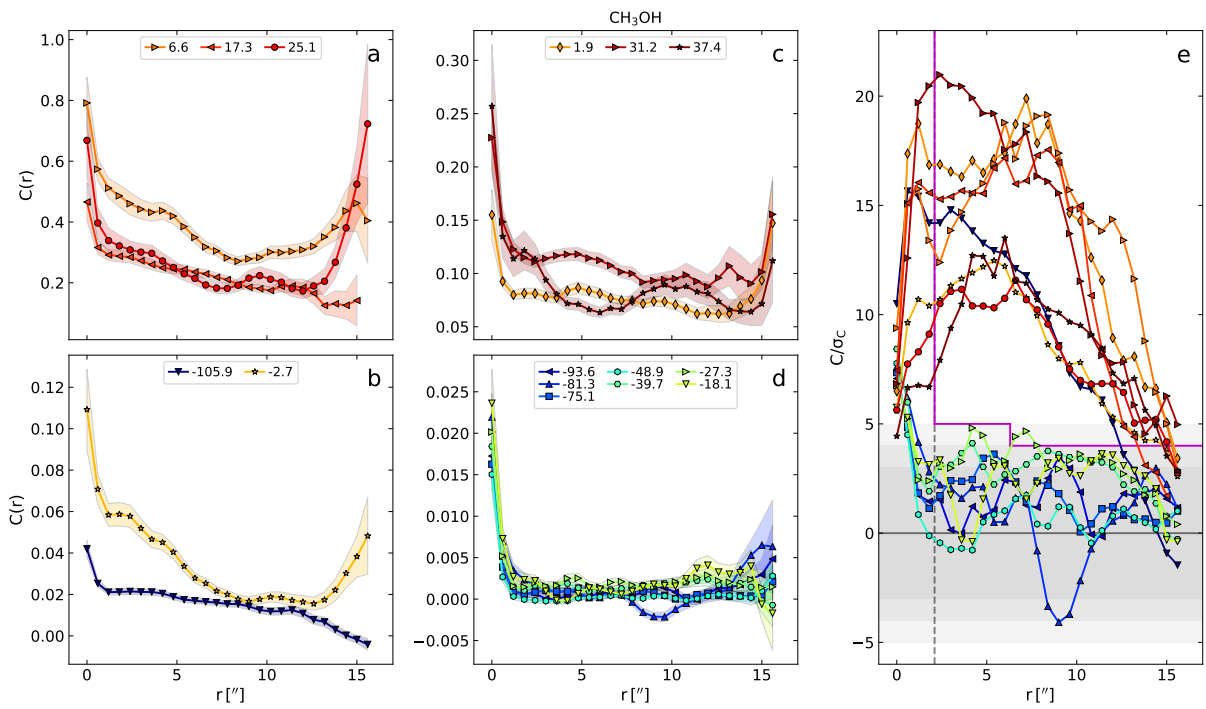 CH₃OH
6.6 17.3 25.1
a
C(r)
1.0
0.8
0.6
0.4
0.2
1.9 31.2 37.4
c
0.30
0.25
0.20
0.15
0.10
0.05
e
C/σ_C
20
15
10
5
0
−5
0 5 10 15
r [′′]
-105.9 -2.7
b
C(r)
0.12
0.10
0.08
0.06
0.04
0.02
0.00
0 5 10 15
r [′′]
-93.6 -48.9 -27.3
-81.3 -39.7 -18.1
-75.1
d
0.025
0.020
0.015
0.010
0.005
0.000
−0.005
0 5 10 15
r [′′]